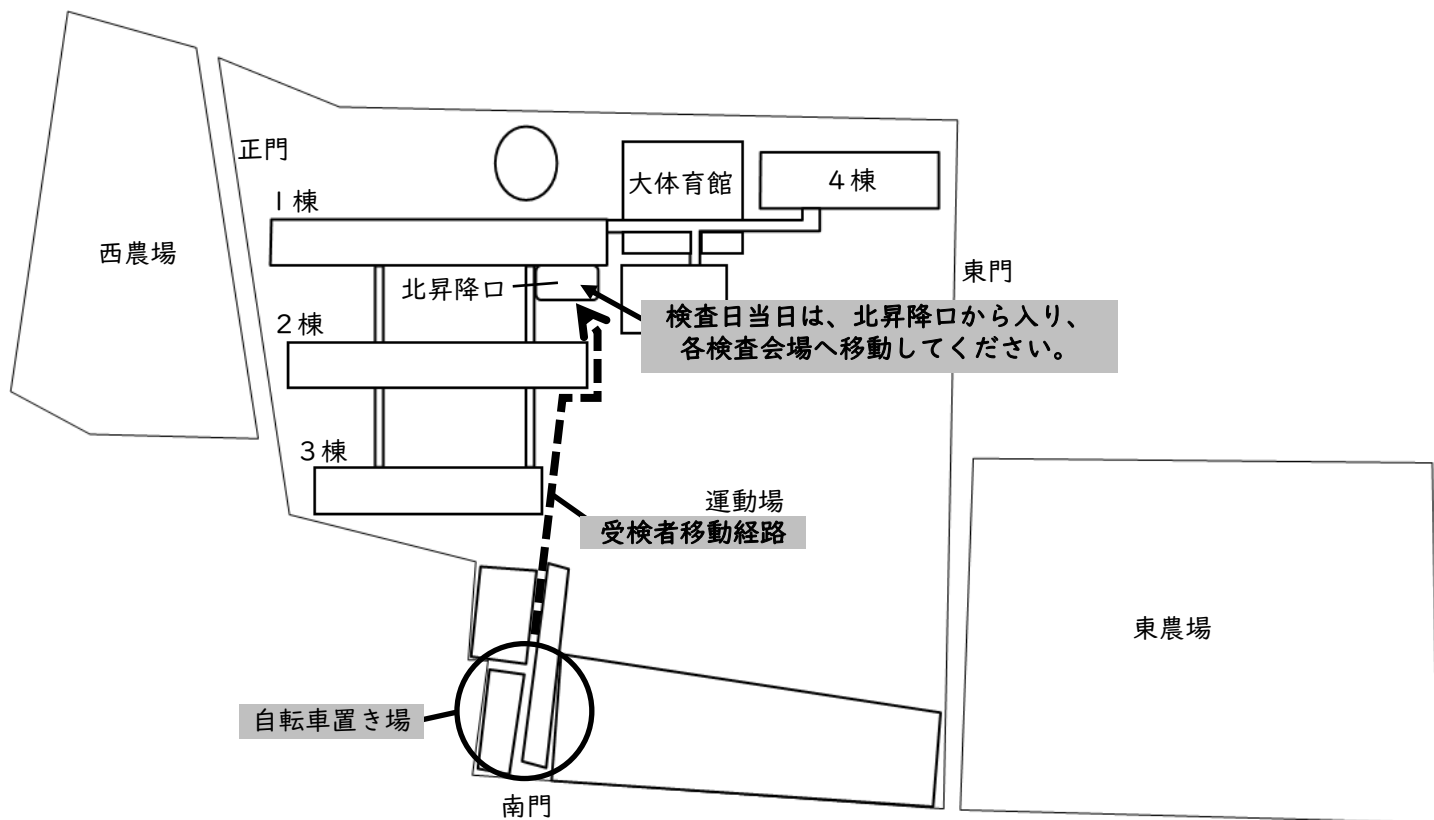 正門
大体育館
4棟
1棟
西農場
東門
北昇降口
検査日当日は、北昇降口から入り、
各検査会場へ移動してください。
2棟
3棟
運動場
受検者移動経路
東農場
自転車置き場
南門